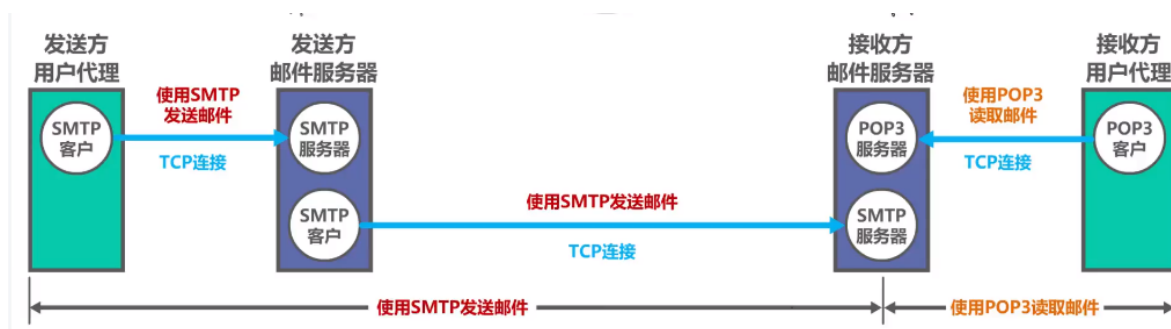 发送方
用户代理
发送方
邮件服务器
接收方
邮件服务器
接收方
用户代理
SMTP
客户
使用SMTP
发送邮件
TCP连接
SMTP
服务器
POP3
服务器
使用POP3
读取邮件
TCP连接
POP3
客户
SMTP
客户
使用SMTP发送邮件
TCP连接
SMTP
服务器
使用SMTP发送邮件
使用POP3读取邮件